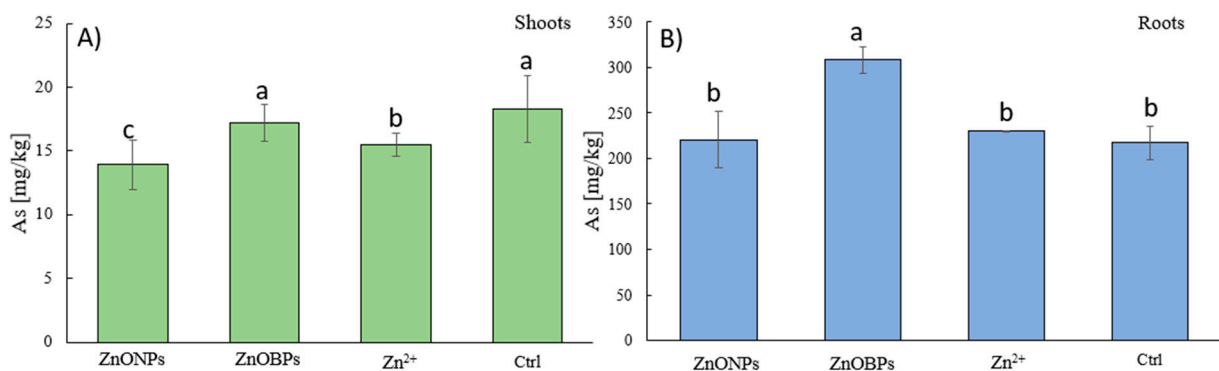 A)
Shoots
As [mg/kg]
25
20
15
10
5
0
c
a
b
a
ZnONPs
ZnOBPs
Zn²⁺
Ctrl
B)
Roots
As [mg/kg]
350
300
250
200
150
100
50
0
b
a
b
b
ZnONPs
ZnOBPs
Zn²⁺
Ctrl